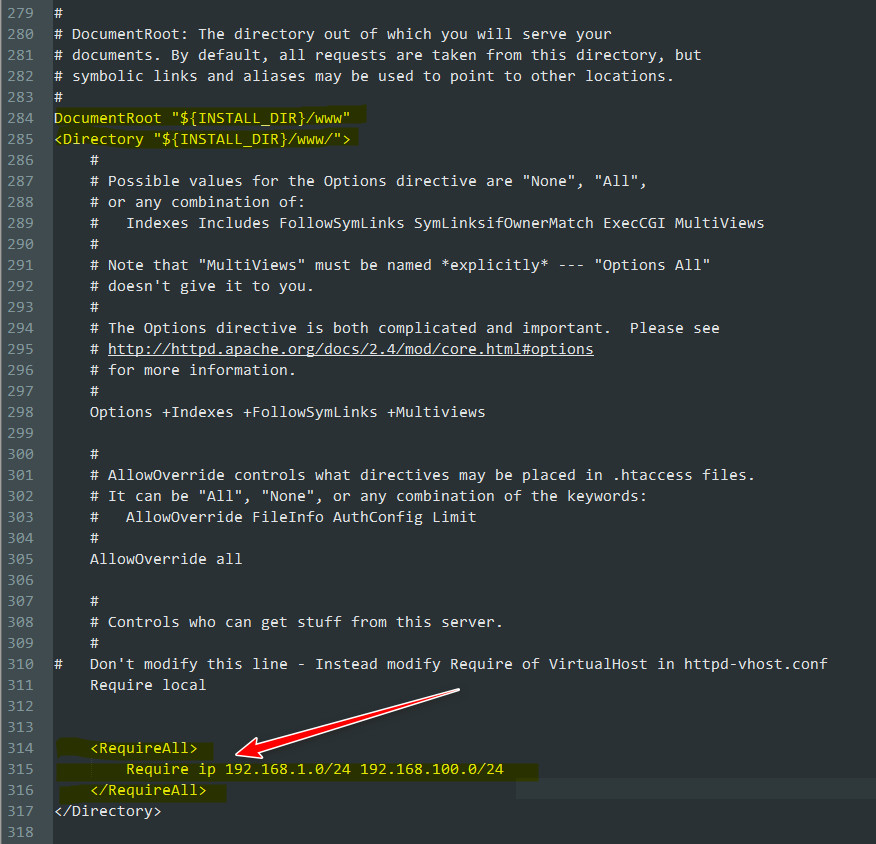 279 #
280 # DocumentRoot: The directory out of which you will serve your
281 # documents. By default, all requests are taken from this directory, but
282 # symbolic links and aliases may be used to point to other locations.
283 #
284 DocumentRoot "${INSTALL_DIR}/www"
285 <Directory "${INSTALL_DIR}/www/">
286     #
287     # Possible values for the Options directive are "None", "All",
288     # or any combination of:
289     #   Indexes Includes FollowSymLinks SymLinksifOwnerMatch ExecCGI MultiViews
290     #
291     # Note that "MultiViews" must be named *explicitly* --- "Options All"
292     # doesn't give it to you.
293     #
294     # The Options directive is both complicated and important.  Please see
295     # http://httpd.apache.org/docs/2.4/mod/core.html#options
296     # for more information.
297     #
298     Options +Indexes +FollowSymLinks +Multiviews
299
300     #
301     # AllowOverride controls what directives may be placed in .htaccess files.
302     # It can be "All", "None", or any combination of the keywords:
303     #   AllowOverride FileInfo AuthConfig Limit
304     #
305     AllowOverride all
306
307     #
308     # Controls who can get stuff from this server.
309     #
310 #   Don't modify this line - Instead modify Require of VirtualHost in httpd-vhost.conf
311     Require local
312
313
314     <RequireAll>
315         Require ip 192.168.1.0/24 192.168.100.0/24
316     </RequireAll>
317 </Directory>
318